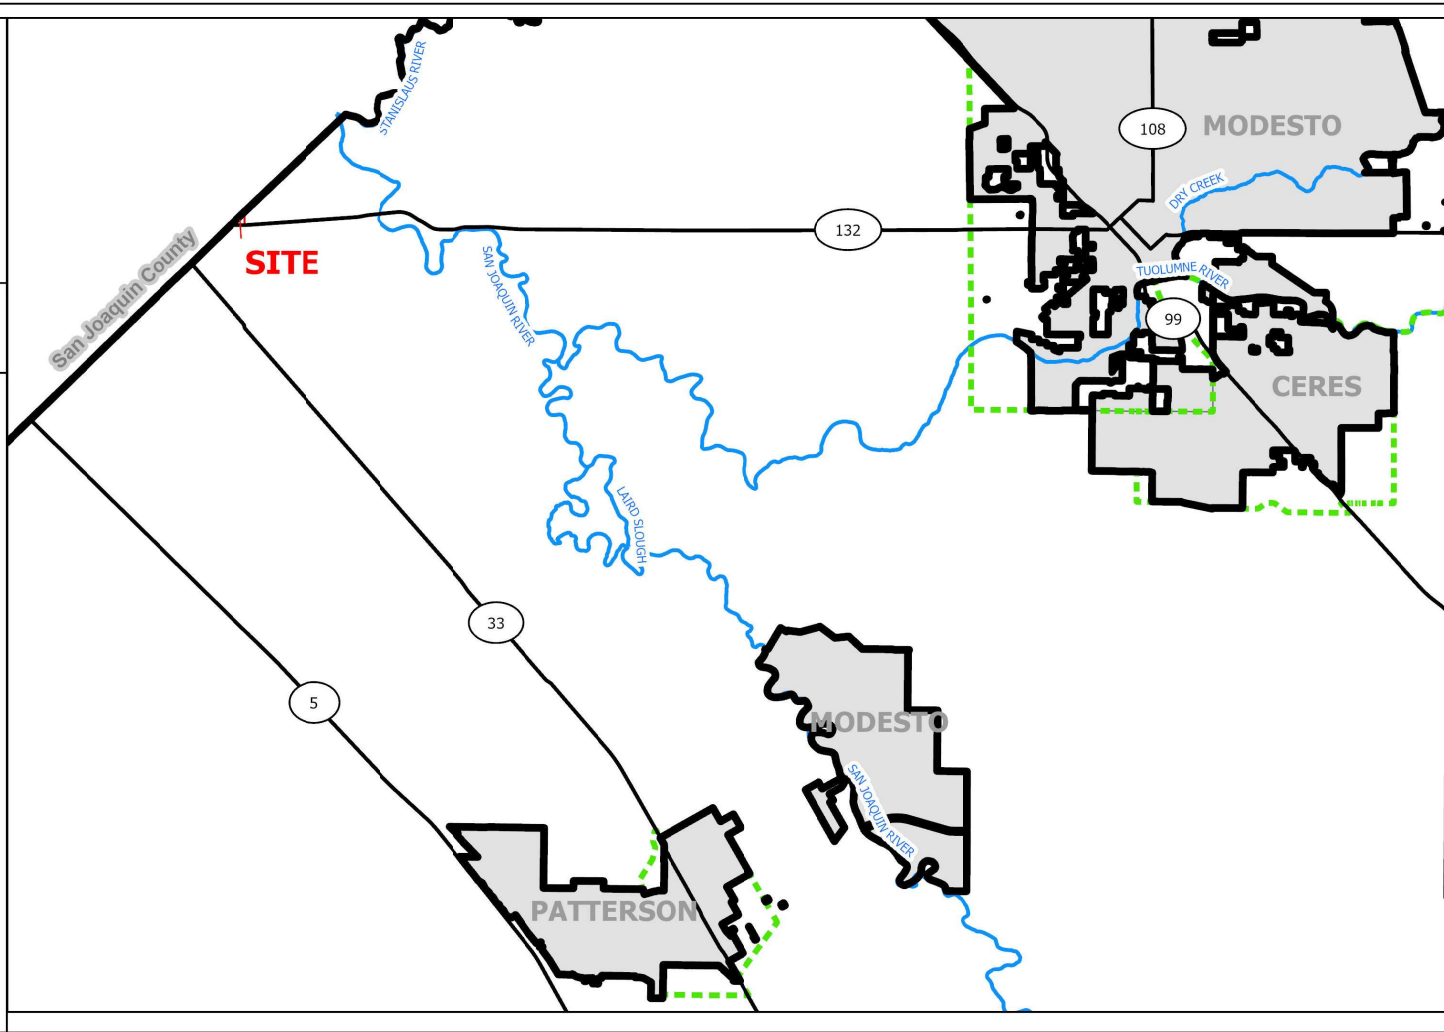 STANISLAUS RIVER
108
MODESTO
DRY CREEK
132
San Joaquin County
SITE
SAN JOAQUIN RIVER
TUOLUMNE RIVER
99
CERES
LAIRD SLOUGH
33
5
MODESTO
SAN JOAQUIN RIVER
PATTERSON